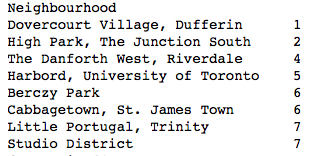 Neighbourhood
Dovercourt Village, Dufferin 1
High Park, The Junction South 2
The Danforth West, Riverdale 4
Harbord, University of Toronto 5
Berczy Park 6
Cabbagetown, St. James Town 6
Little Portugal, Trinity 7
Studio District 7